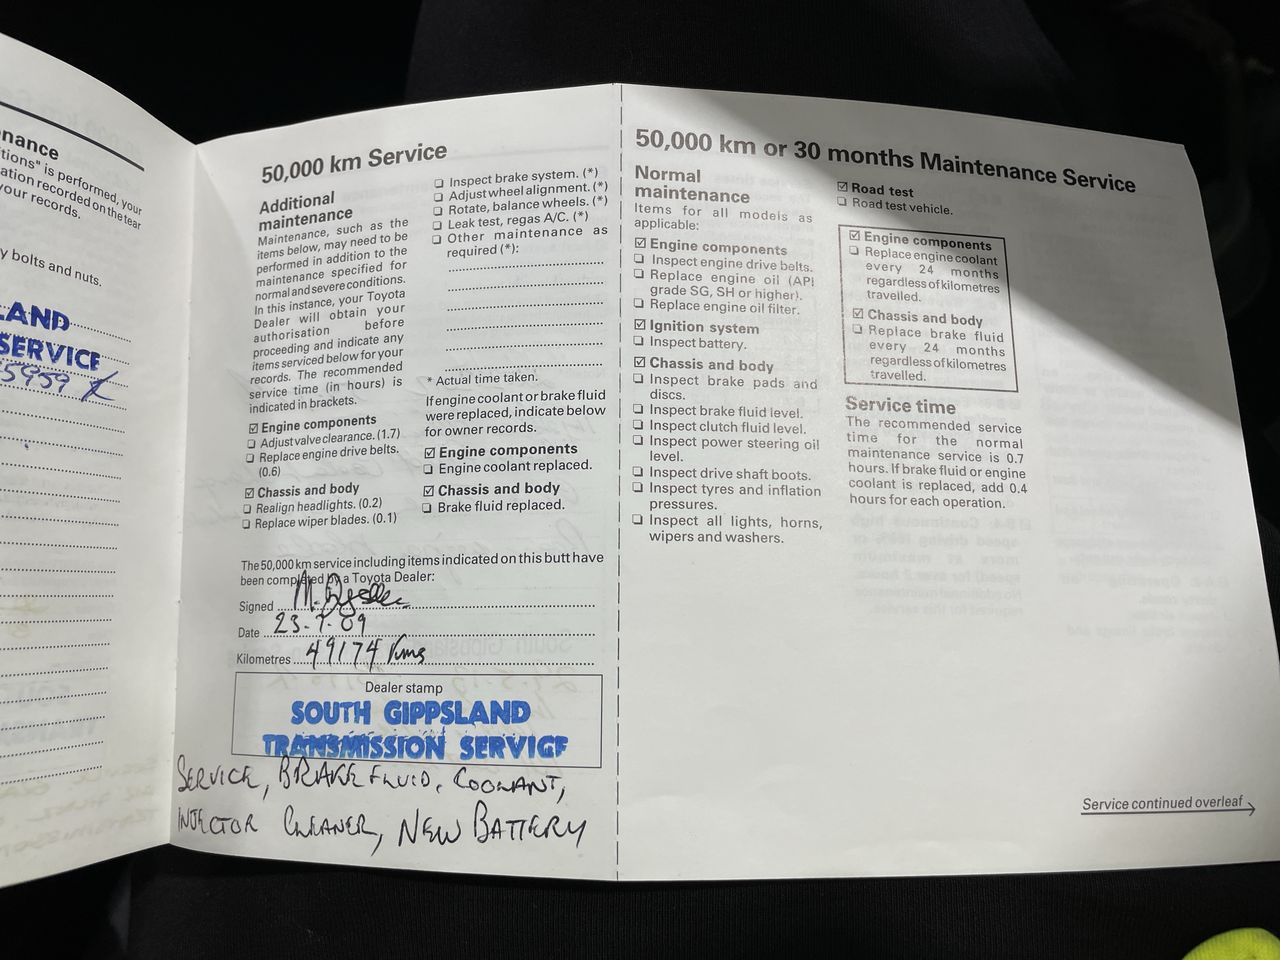 nance
tions" is performed, your
ation recorded on the tear
your records.
y bolts and nuts.
LAND
SERVICE
5959
50,000 km Service
Additional
maintenance
Maintenance, such as the
items below, may need to be
performed in addition to the
maintenance specified for
normal and severe conditions.
In this instance, your Toyota
Dealer will obtain your
authorisation before
proceeding and indicate any
items serviced below for your
records. The recommended
service time (in hours) is
indicated in brackets.
☑ Engine components
❏ Adjust valve clearance. (1.7)
❏ Replace engine drive belts.
(0.6)
☑ Chassis and body
❏ Realign headlights. (0.2)
❏ Replace wiper blades. (0.1)
❏ Inspect brake system. (*)
❏ Adjust wheel alignment. (*)
❏ Rotate, balance wheels. (*)
❏ Leak test, regas A/C. (*)
❏ Other maintenance as
required (*):
* Actual time taken.
If engine coolant or brake fluid
were replaced, indicate below
for owner records.
☑ Engine components
❏ Engine coolant replaced.
☑ Chassis and body
❏ Brake fluid replaced.
The 50,000 km service including items indicated on this butt have
been completed by a Toyota Dealer:
Signed
Date 23-7-09
Kilometres 49174 Kms
Dealer stamp
SOUTH GIPPSLAND
TRANSMISSION SERVICE
SERVICE, BRAKE FLUID, COOLANT,
INJECTOR CLEANER, NEW BATTERY
50,000 km or 30 months Maintenance Service
Normal
maintenance
Items for all models as
applicable:
☑ Engine components
❏ Inspect engine drive belts.
❏ Replace engine oil (API
grade SG, SH or higher).
❏ Replace engine oil filter.
☑ Ignition system
❏ Inspect battery.
☑ Chassis and body
❏ Inspect brake pads and
discs.
❏ Inspect brake fluid level.
❏ Inspect clutch fluid level.
❏ Inspect power steering oil
level.
❏ Inspect drive shaft boots.
❏ Inspect tyres and inflation
pressures.
❏ Inspect all lights, horns,
wipers and washers.
☑ Road test
❏ Road test vehicle.
☑ Engine components
❏ Replace engine coolant
every 24 months
regardless of kilometres
travelled.
☑ Chassis and body
❏ Replace brake fluid
every 24 months
regardless of kilometres
travelled.
Service time
The recommended service
time for the normal
maintenance service is 0.7
hours. If brake fluid or engine
coolant is replaced, add 0.4
hours for each operation.
Service continued overleaf